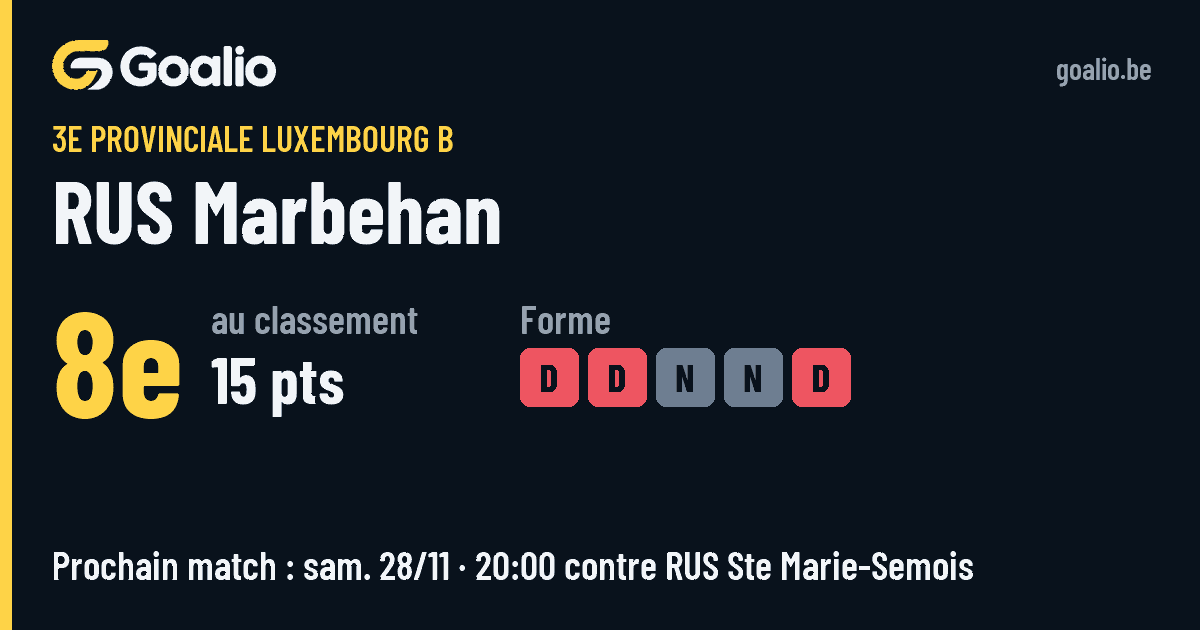 Goalio
goalio.be
3E PROVINCIALE LUXEMBOURG B
RUS Marbehan
8e
au classement
15 pts
Forme
D D N N D
Prochain match : sam. 28/11 · 20:00 contre RUS Ste Marie-Semois